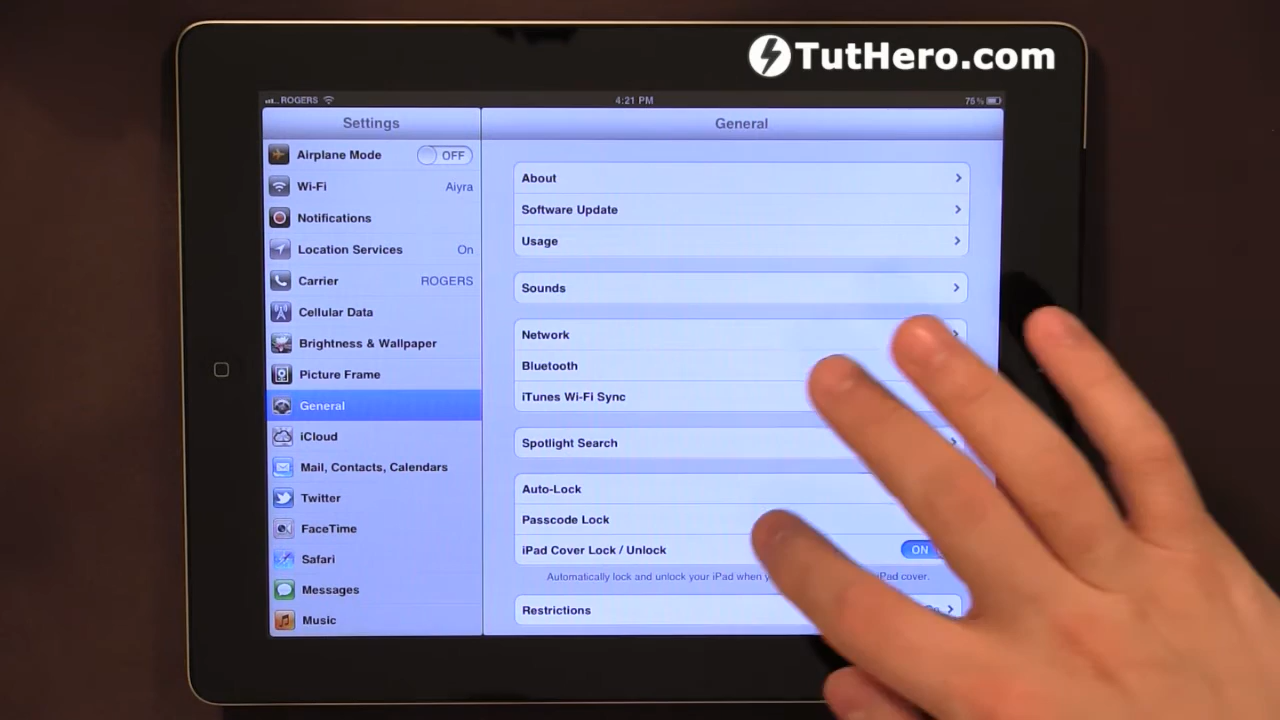 TutHero.com
ROGERS 4:21 PM 75%
Settings General
Airplane Mode OFF
Wi-Fi Aiyra
Notifications
Location Services On
Carrier ROGERS
Cellular Data
Brightness & Wallpaper
Picture Frame
General
iCloud
Mail, Contacts, Calendars
Twitter
FaceTime
Safari
Messages
Music
About
Software Update
Usage
Sounds
Network
Bluetooth
iTunes Wi-Fi Sync
Spotlight Search
Auto-Lock
Passcode Lock
iPad Cover Lock / Unlock ON
Automatically lock and unlock your iPad when iPad cover.
Restrictions On